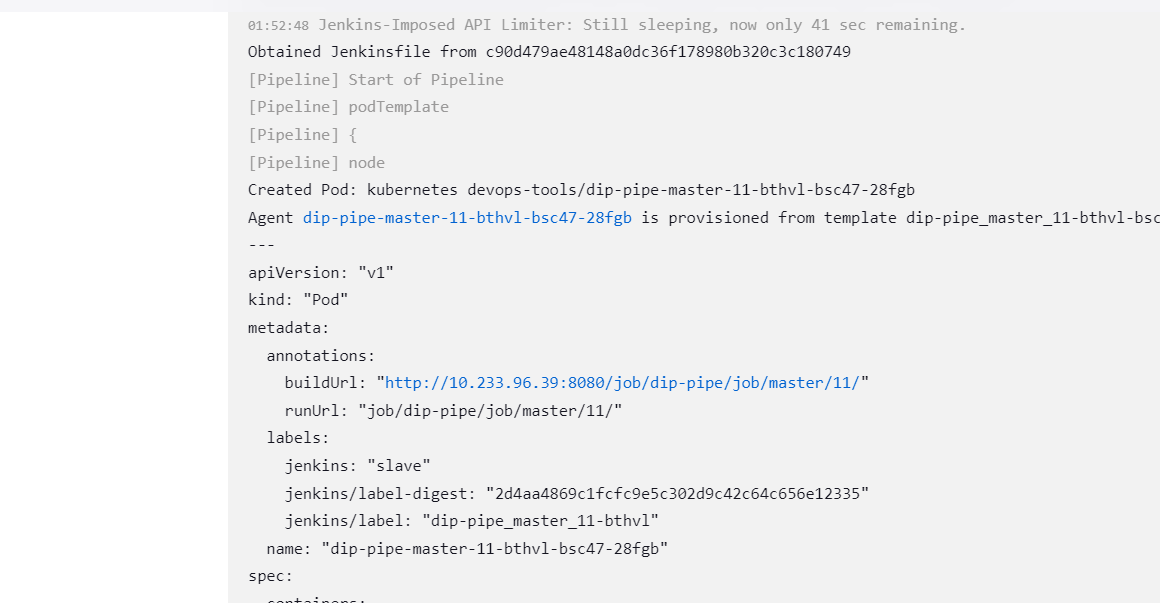 01:52:48 Jenkins-Imposed API Limiter: Still sleeping, now only 41 sec remaining.
Obtained Jenkinsfile from c90d479ae48148a0dc36f178980b320c3c180749
[Pipeline] Start of Pipeline
[Pipeline] podTemplate
[Pipeline] {
[Pipeline] node
Created Pod: kubernetes devops-tools/dip-pipe-master-11-bthvl-bsc47-28fgb
Agent dip-pipe-master-11-bthvl-bsc47-28fgb is provisioned from template dip-pipe_master_11-bthvl-bsc
---
apiVersion: "v1"
kind: "Pod"
metadata:
  annotations:
    buildUrl: "http://10.233.96.39:8080/job/dip-pipe/job/master/11/"
    runUrl: "job/dip-pipe/job/master/11/"
  labels:
    jenkins: "slave"
    jenkins/label-digest: "2d4aa4869c1fcfc9e5c302d9c42c64c656e12335"
    jenkins/label: "dip-pipe_master_11-bthvl"
  name: "dip-pipe-master-11-bthvl-bsc47-28fgb"
spec:
  containers: